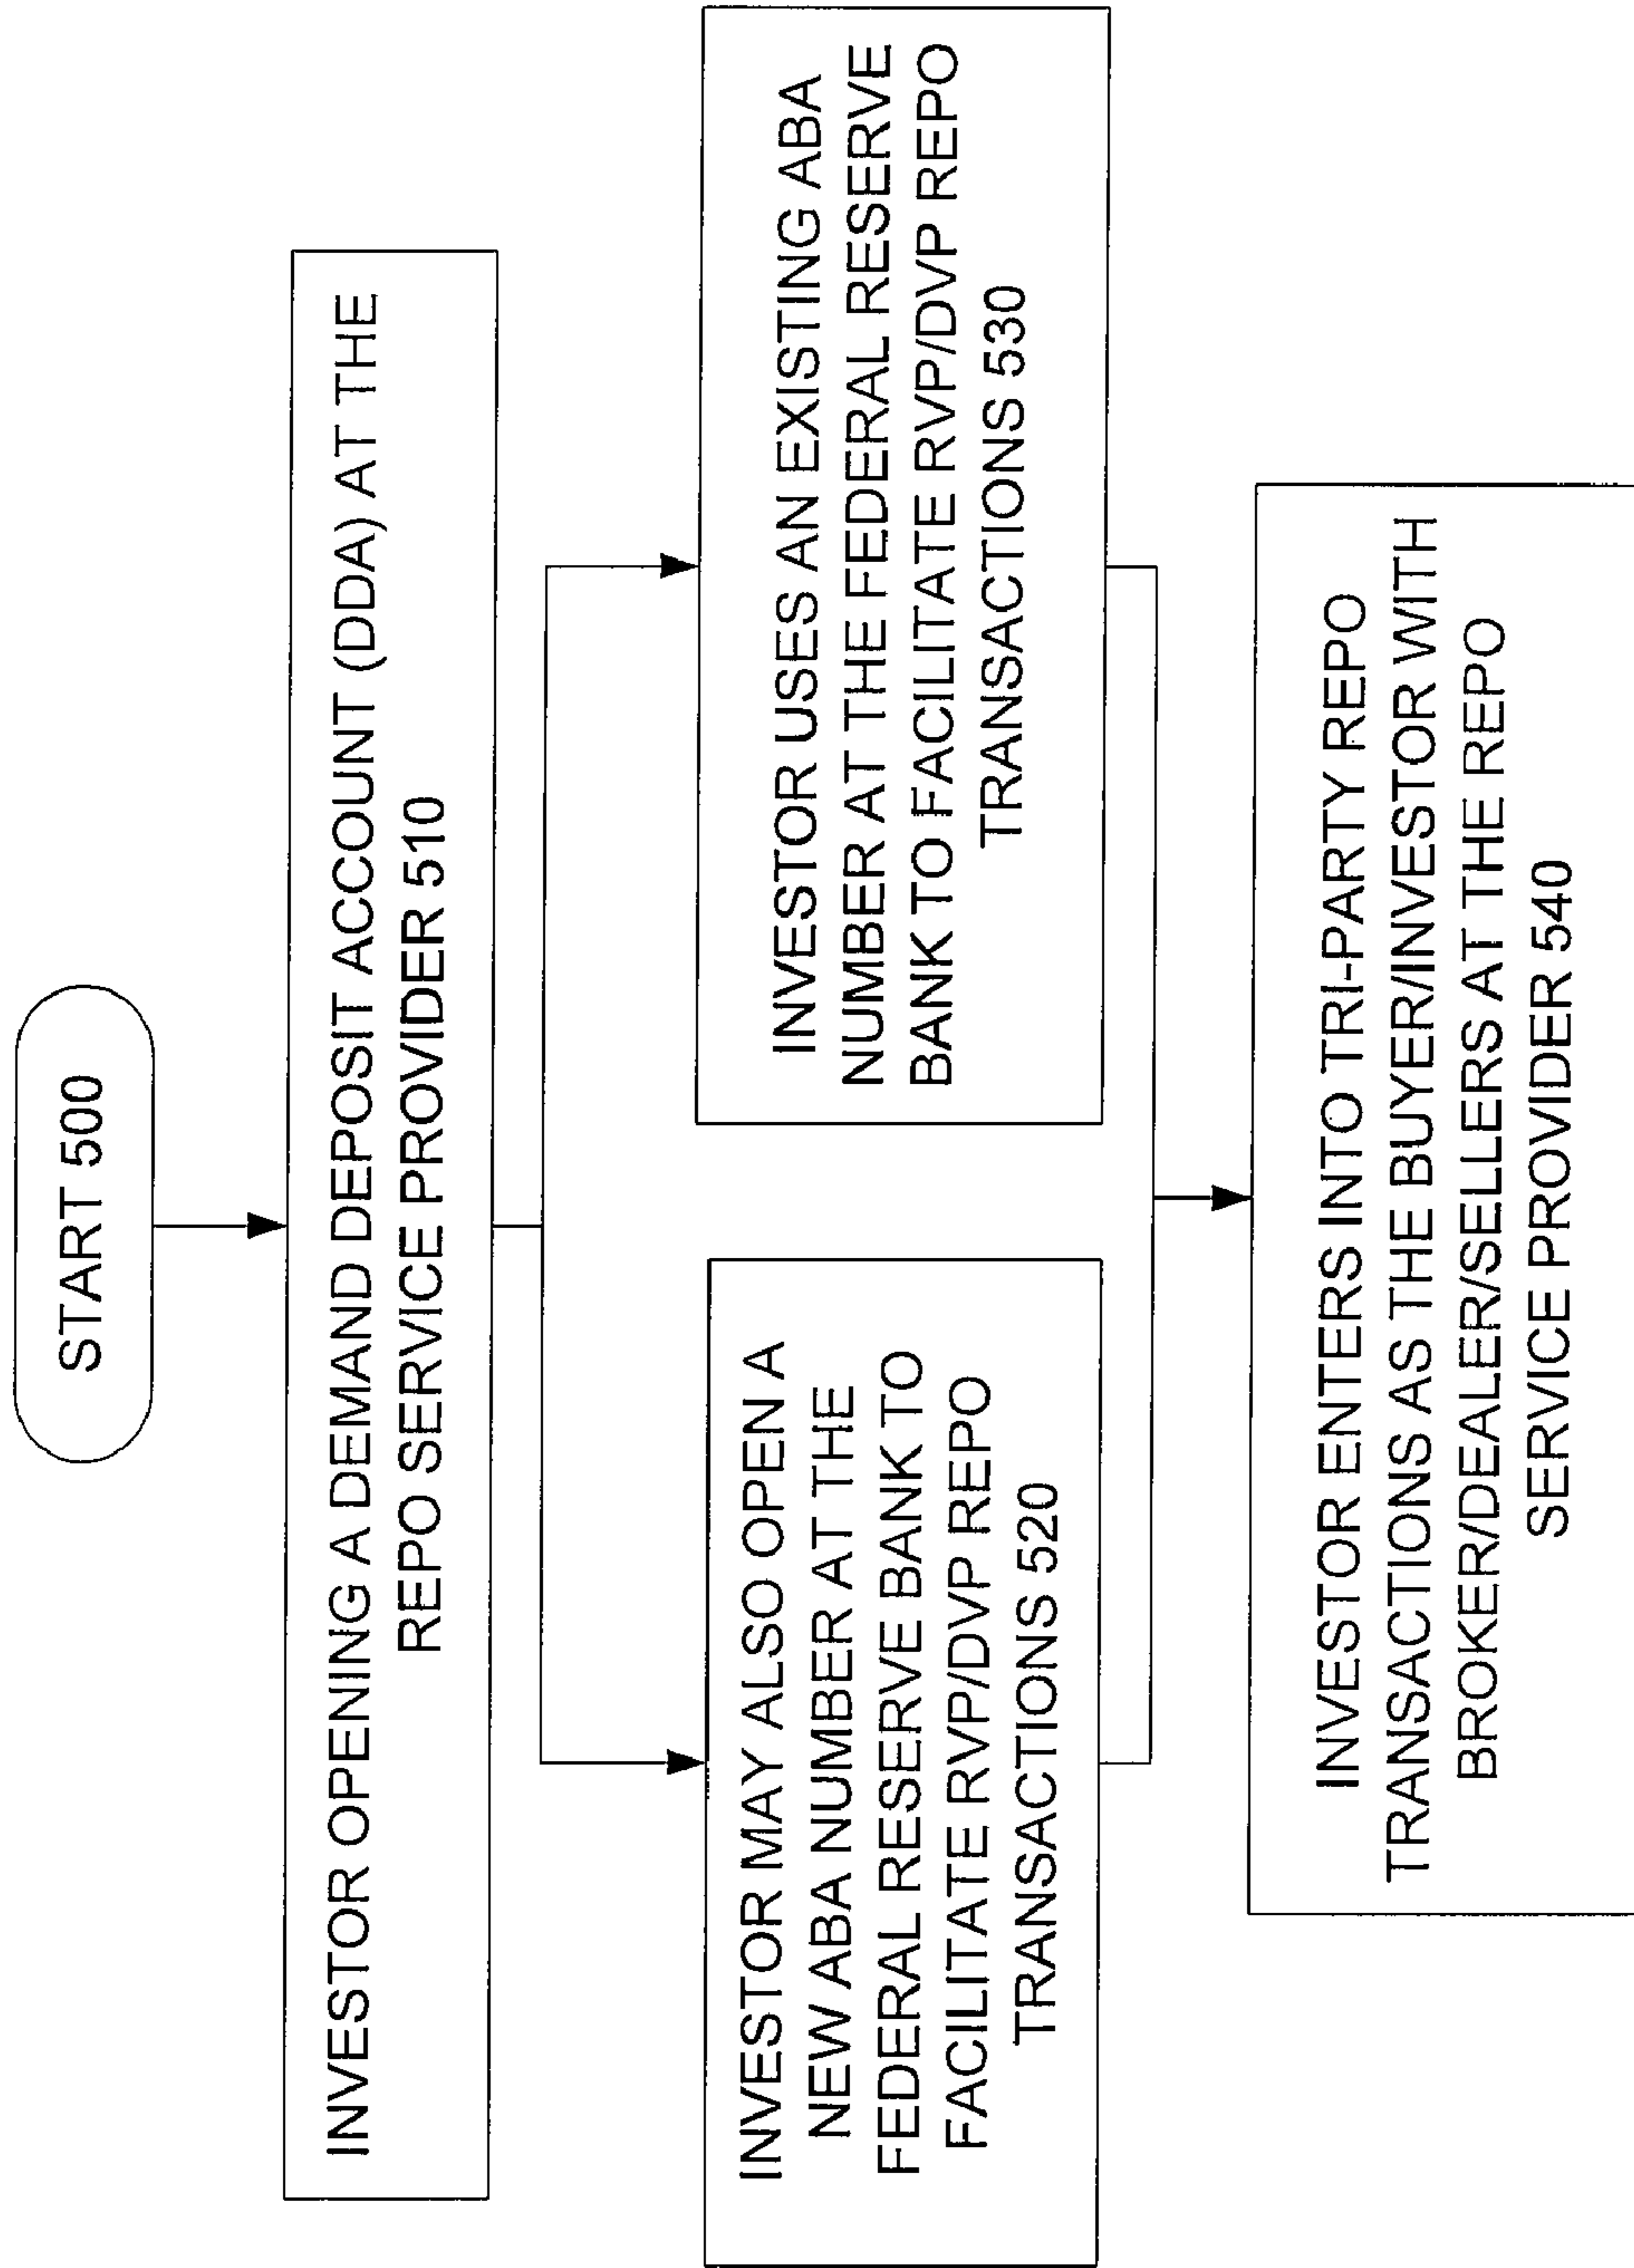 START 500
INVESTOR OPENING A DEMAND DEPOSIT ACCOUNT (DDA) AT THE
REPO SERVICE PROVIDER 510
INVESTOR MAY ALSO OPEN A
NEW ABA NUMBER AT THE
FEDERAL RESERVE BANK TO
FACILITATE RVP/DVP REPO
TRANSACTIONS 520
INVESTOR USES AN EXISTING ABA
NUMBER AT THE FEDERAL RESERVE
BANK TO FACILITATE RVP/DVP REPO
TRANSACTIONS 530
INVESTOR ENTERS INTO TRI-PARTY REPO
TRANSACTIONS AS THE BUYER/INVESTOR WITH
BROKER/DEALER/SELLERS AT THE REPO
SERVICE PROVIDER 540